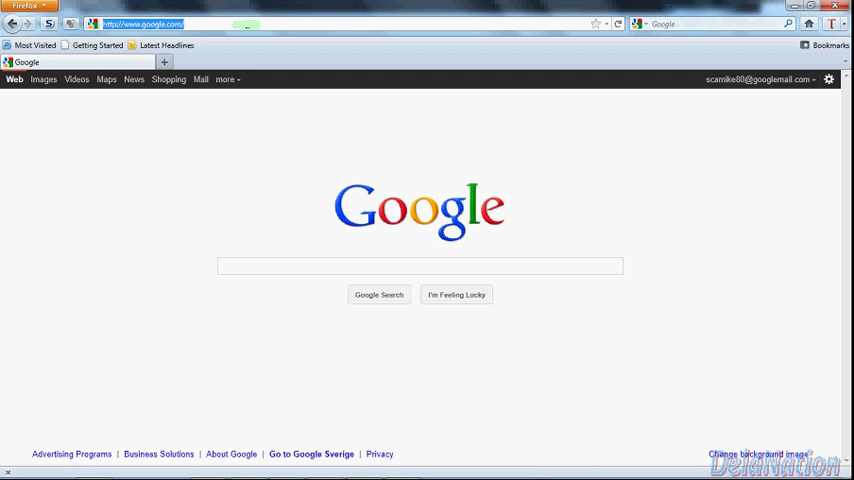 Firefox
http://www.google.com/
Google
Most Visited Getting Started Latest Headlines
Bookmarks
Google
Web Images Videos Maps News Shopping Mail more
scamike80@googlemail.com
Google
Google Search I'm Feeling Lucky
Advertising Programs | Business Solutions | About Google | Go to Google Sverige | Privacy
Change background image
DeldNation